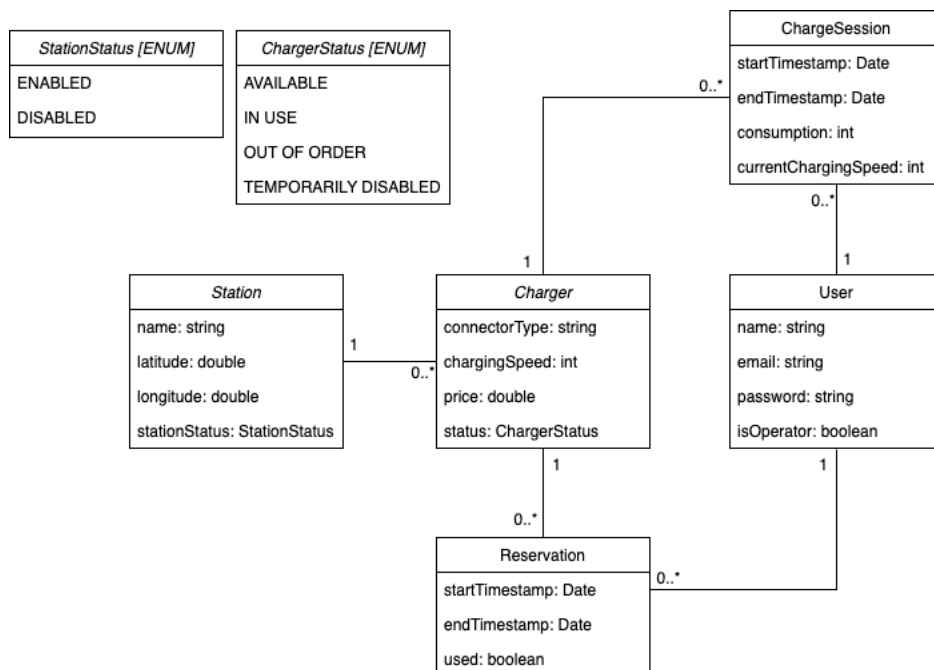 StationStatus [ENUM]
ENABLED
DISABLED
ChargerStatus [ENUM]
AVAILABLE
IN USE
OUT OF ORDER
TEMPORARILY DISABLED
ChargeSession
startTimestamp: Date
endTimestamp: Date
consumption: int
currentChargingSpeed: int
0..*
0..*
1
1
Station
name: string
latitude: double
longitude: double
stationStatus: StationStatus
1
0..*
Charger
connectorType: string
chargingSpeed: int
price: double
status: ChargerStatus
User
name: string
email: string
password: string
isOperator: boolean
1
1
0..*
0..*
Reservation
startTimestamp: Date
endTimestamp: Date
used: boolean